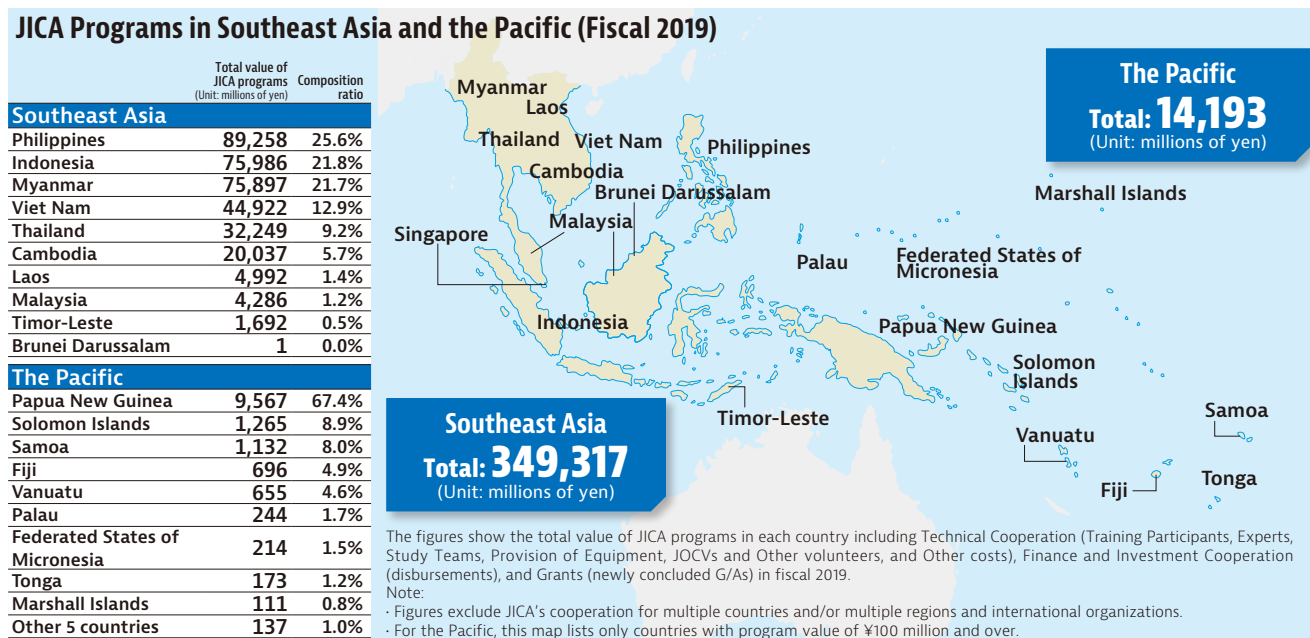 JICA Programs in Southeast Asia and the Pacific (Fiscal 2019)
Total value of
JICA programs
(Unit: millions of yen)
Composition
ratio
Southeast Asia
Philippines 89,258 25.6%
Indonesia 75,986 21.8%
Myanmar 75,897 21.7%
Viet Nam 44,922 12.9%
Thailand 32,249 9.2%
Cambodia 20,037 5.7%
Laos 4,992 1.4%
Malaysia 4,286 1.2%
Timor-Leste 1,692 0.5%
Brunei Darussalam 1 0.0%
The Pacific
Papua New Guinea 9,567 67.4%
Solomon Islands 1,265 8.9%
Samoa 1,132 8.0%
Fiji 696 4.9%
Vanuatu 655 4.6%
Palau 244 1.7%
Federated States of
Micronesia 214 1.5%
Tonga 173 1.2%
Marshall Islands 111 0.8%
Other 5 countries 137 1.0%
Myanmar
Laos
Thailand
Viet Nam
Cambodia
Philippines
Brunei Darussalam
Malaysia
Singapore
Indonesia
Timor-Leste
Palau
Marshall Islands
Federated States of
Micronesia
Papua New Guinea
Solomon
Islands
Vanuatu
Samoa
Fiji
Tonga
The Pacific
Total: 14,193
(Unit: millions of yen)
Southeast Asia
Total: 349,317
(Unit: millions of yen)
The figures show the total value of JICA programs in each country including Technical Cooperation (Training Participants, Experts,
Study Teams, Provision of Equipment, JOCVs and Other volunteers, and Other costs), Finance and Investment Cooperation
(disbursements), and Grants (newly concluded G/As) in fiscal 2019.
Note:
· Figures exclude JICA's cooperation for multiple countries and/or multiple regions and international organizations.
· For the Pacific, this map lists only countries with program value of ¥100 million and over.